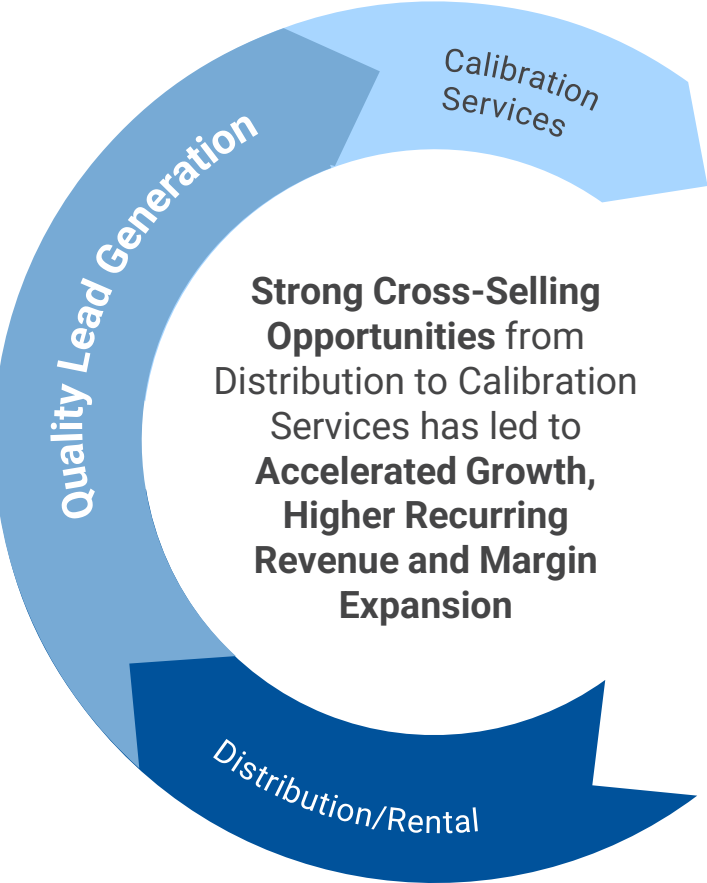 Calibration
Services
Quality Lead Generation
Strong Cross-Selling
Opportunities from
Distribution to Calibration
Services has led to
Accelerated Growth,
Higher Recurring
Revenue and Margin
Expansion
Distribution/Rental